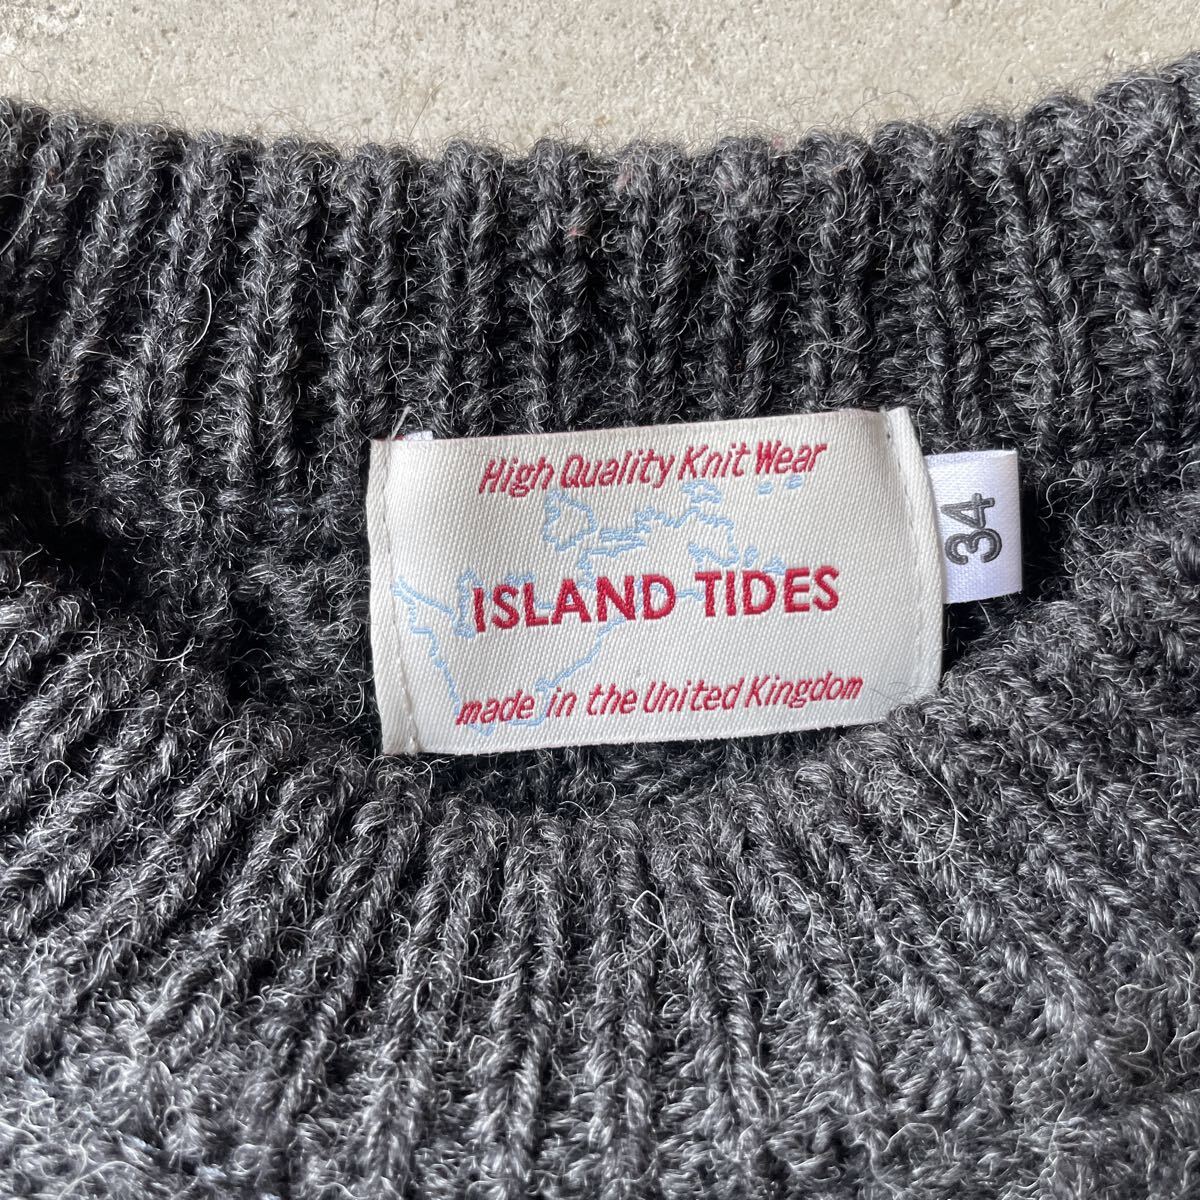 High Quality Knit Wear
ISLAND TIDES
made in the United Kingdom
34